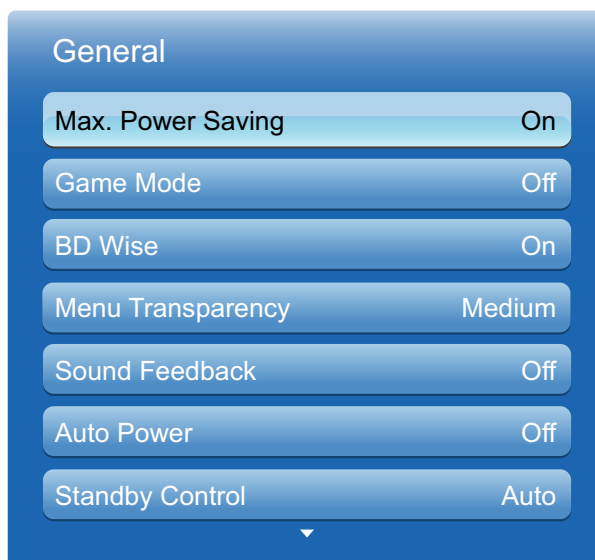 General
Max. Power Saving On
Game Mode Off
BD Wise On
Menu Transparency Medium
Sound Feedback Off
Auto Power Off
Standby Control Auto